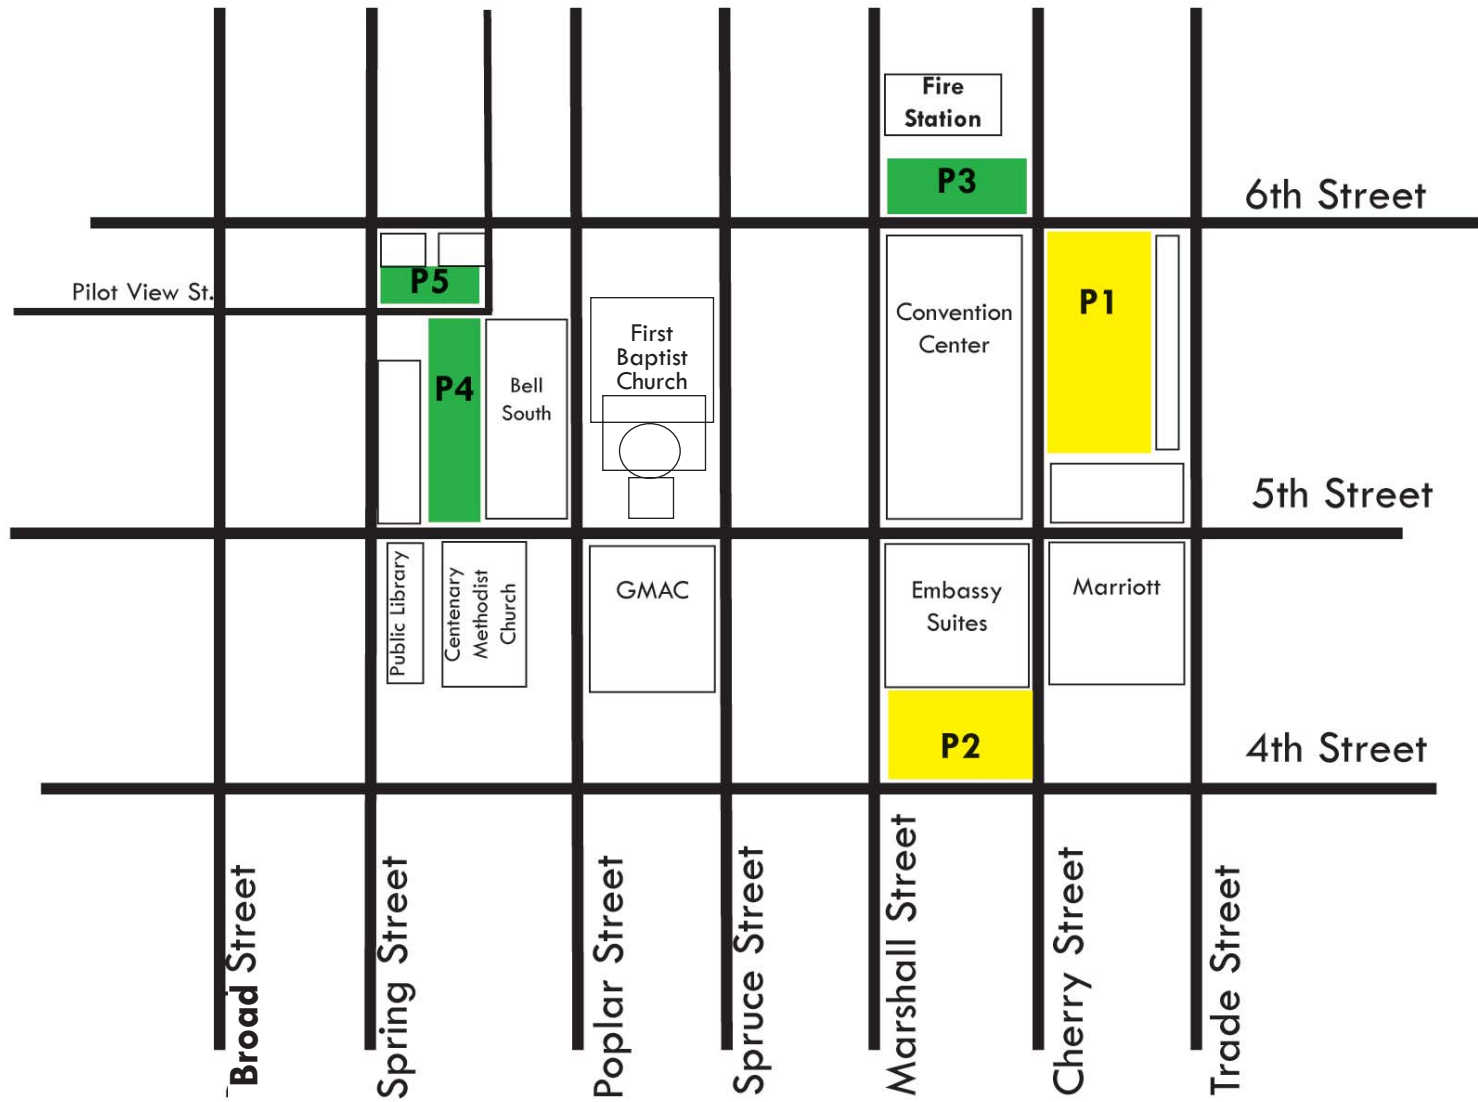 Fire
Station
P3
6th Street
P5
Pilot View St.
P1
Convention
Center
First
Baptist
Church
P4
Bell
South
5th Street
Public Library
Centenary
Methodist
Church
GMAC
Embassy
Suites
Marriott
P2
4th Street
Broad Street
Spring Street
Poplar Street
Spruce Street
Marshall Street
Cherry Street
Trade Street